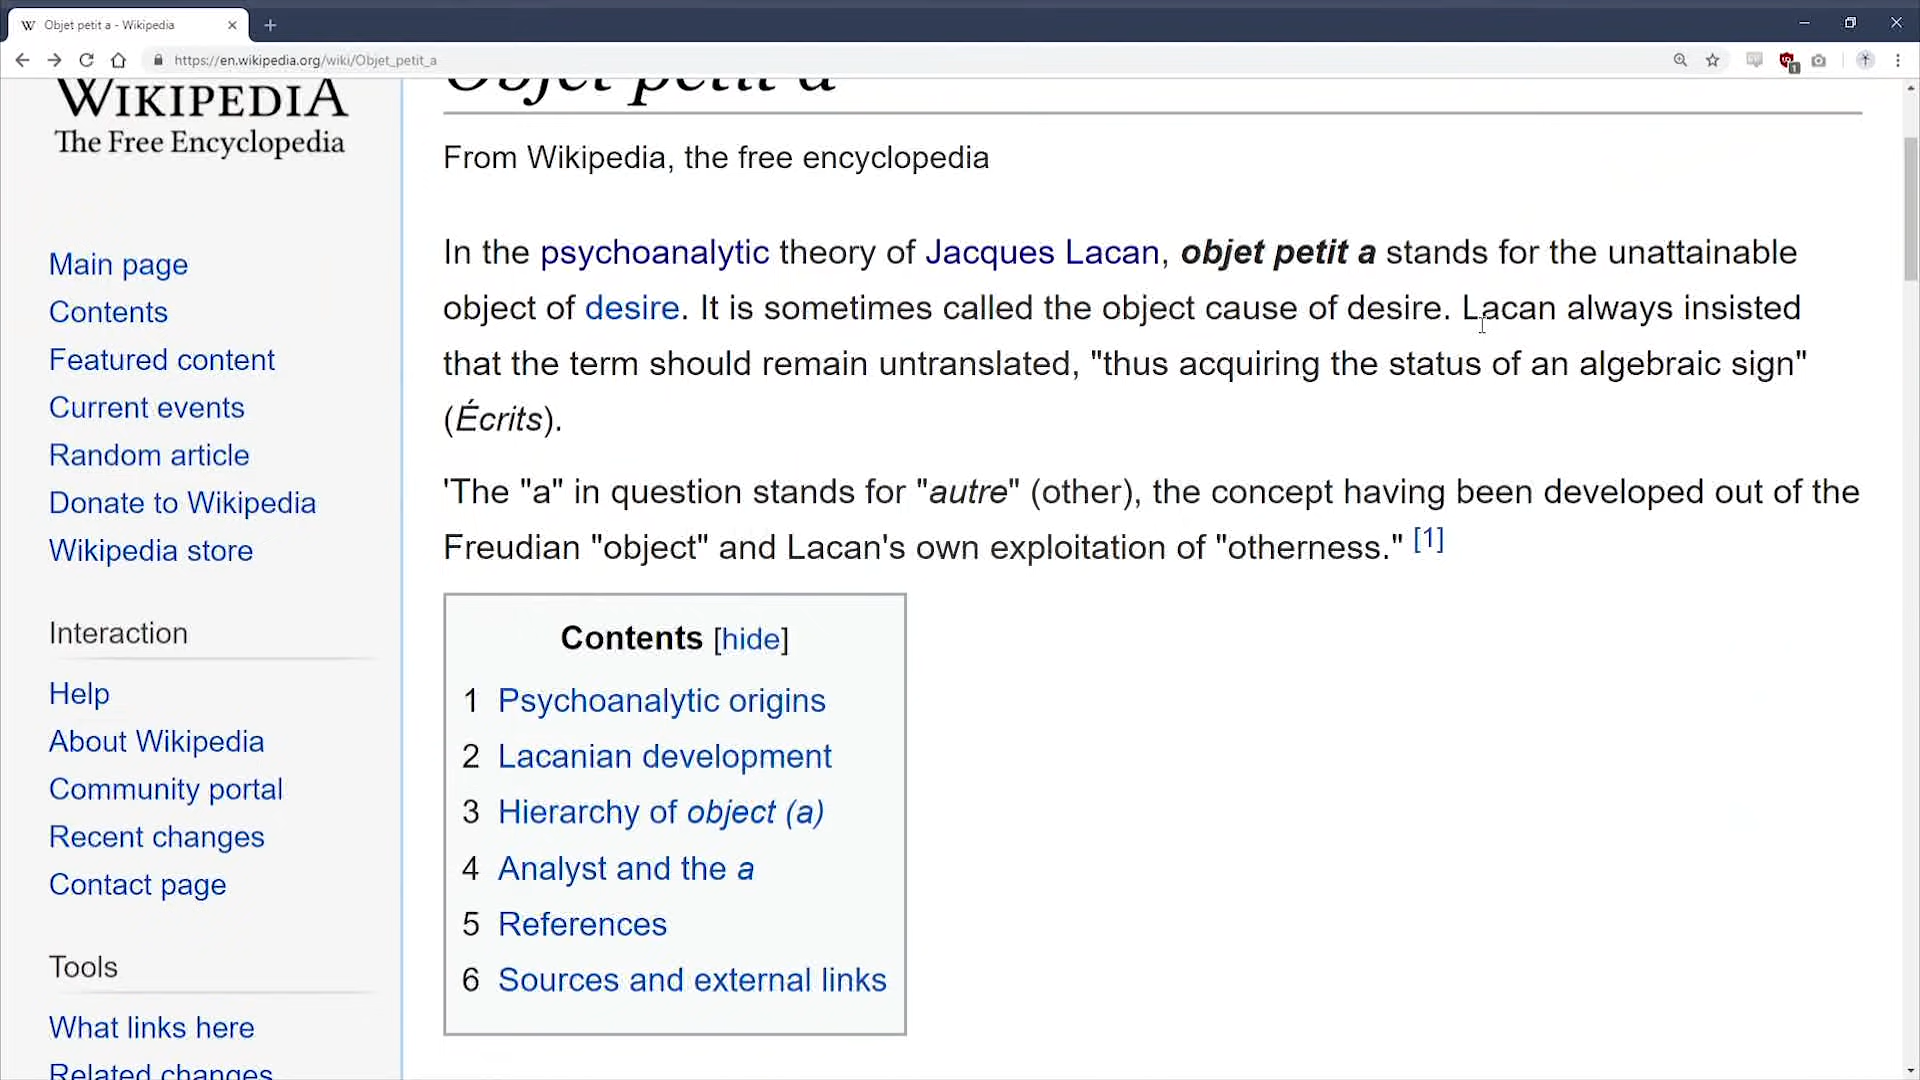 Objet petit a - Wikipedia
https://en.wikipedia.org/wiki/Objet_petit_a
1
WIKIPEDIA
The Free Encyclopedia
Main page
Contents
Featured content
Current events
Random article
Donate to Wikipedia
Wikipedia store
Interaction
Help
About Wikipedia
Community portal
Recent changes
Contact page
Tools
What links here
Related changes
Objet petit a
From Wikipedia, the free encyclopedia
In the psychoanalytic theory of Jacques Lacan, objet petit a stands for the unattainable
object of desire. It is sometimes called the object cause of desire. Lacan always insisted
that the term should remain untranslated, "thus acquiring the status of an algebraic sign"
(Écrits).
'The "a" in question stands for "autre" (other), the concept having been developed out of the
Freudian "object" and Lacan's own exploitation of "otherness." [1]
Contents [hide]
1 Psychoanalytic origins
2 Lacanian development
3 Hierarchy of object (a)
4 Analyst and the a
5 References
6 Sources and external links